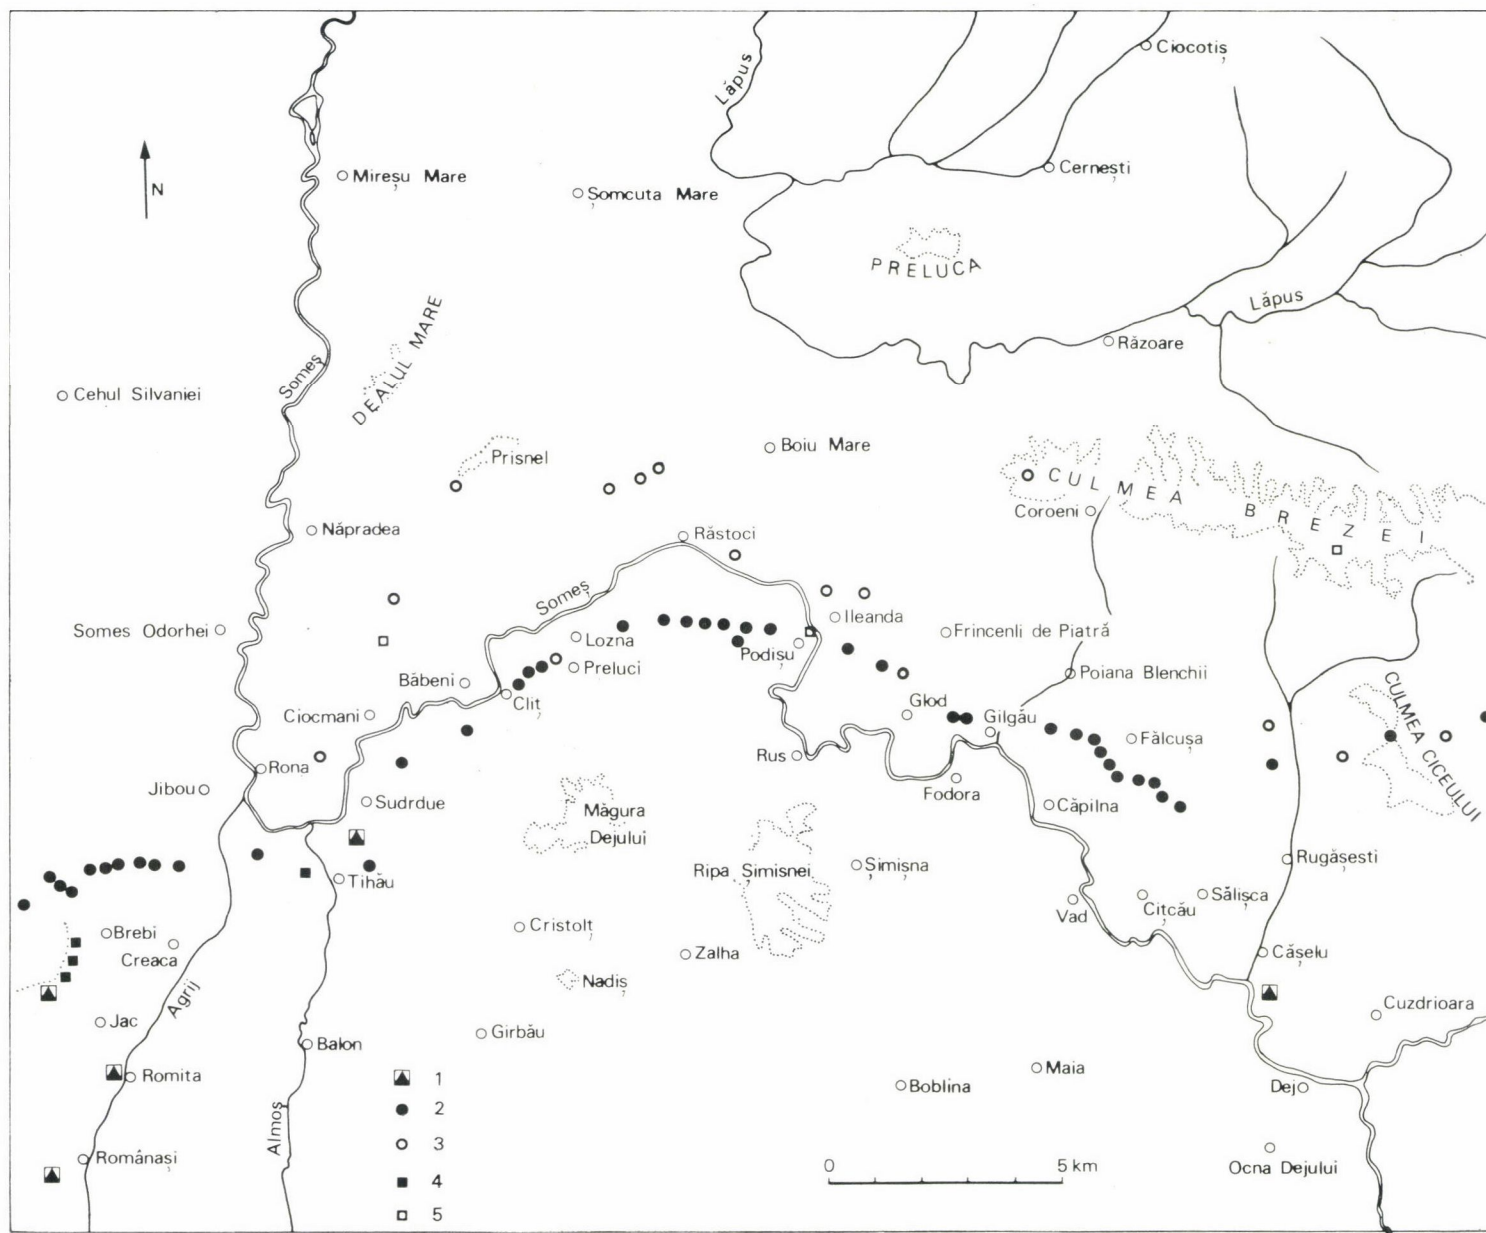 Ciocotiș
Lăpuș
N
Mireșu Mare
Șomcuta Mare
Cernești
PRELUCA
Lăpuș
Răzoare
DEALUL MARE
Someș
Cehul Silvaniei
Prisnel
Boiu Mare
CULMEA BREZEI
Coroeni
Năpradea
Răstoci
Someș
Ileanda
Somes Odorhei
Lozna
Podișu
Frincenli de Piatră
Băbeni
Preluci
Poiana Blenchii
Clit
Ciocmani
Glod
Gilgău
Fălcușa
CULMEA CICEULUI
Rus
Rona
Jibou
Sudrdue
Fodora
Căpilna
Măgura
Dejului
Ripa Șimisnei
Șimișna
Rugășesti
Tihău
Vad
Cițcău
Sălișca
Brebi
Creaca
Cristolț
Zalha
Cășelu
Nadiș
Agrij
Jac
Girbău
Cuzdrioara
Balon
Romita
1
Maia
Boblina
Dej
2
Almoș
3
Românași
0
5 km
Ocna Dejului
4
5